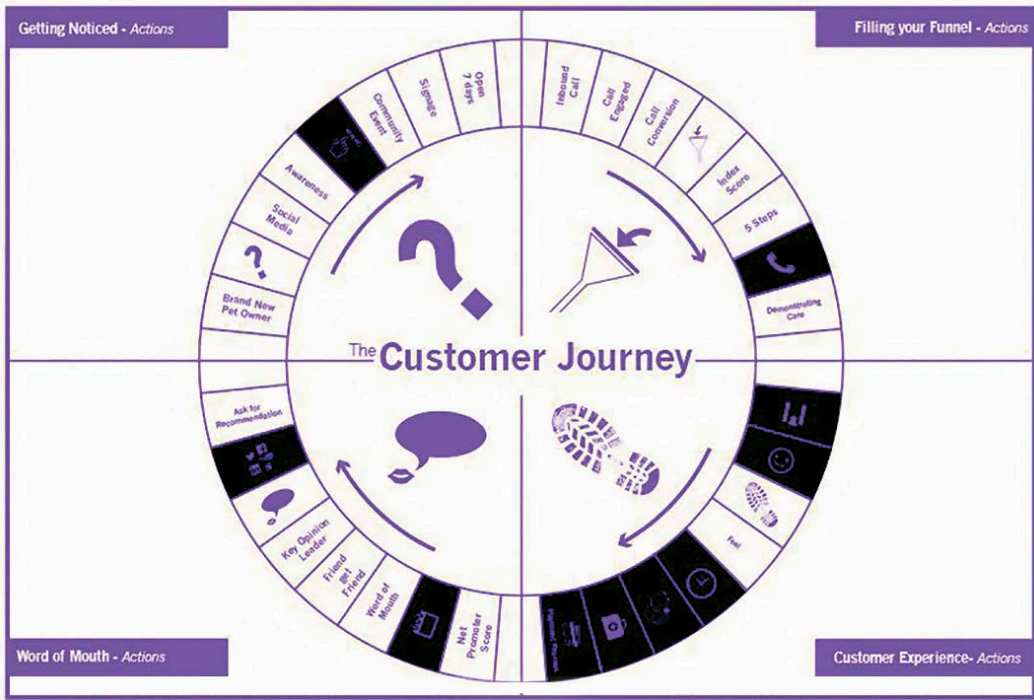 Getting Noticed - Actions
Filling your Funnel - Actions
Open
7 days
Signage
Community
Event
Awareness
Social
Media
Brand New
Pet Owner
Inbound
Call
Call
Engaged
Call
Conversion
Index
Score
5 Steps
Demonstrating
Care
The Customer Journey
Ask for
Recommendation
Key Opinion
Leader
Friend
get
Friend
Word of
Mouth
Net
Promoter
Score
Feel
Word of Mouth - Actions
Customer Experience- Actions